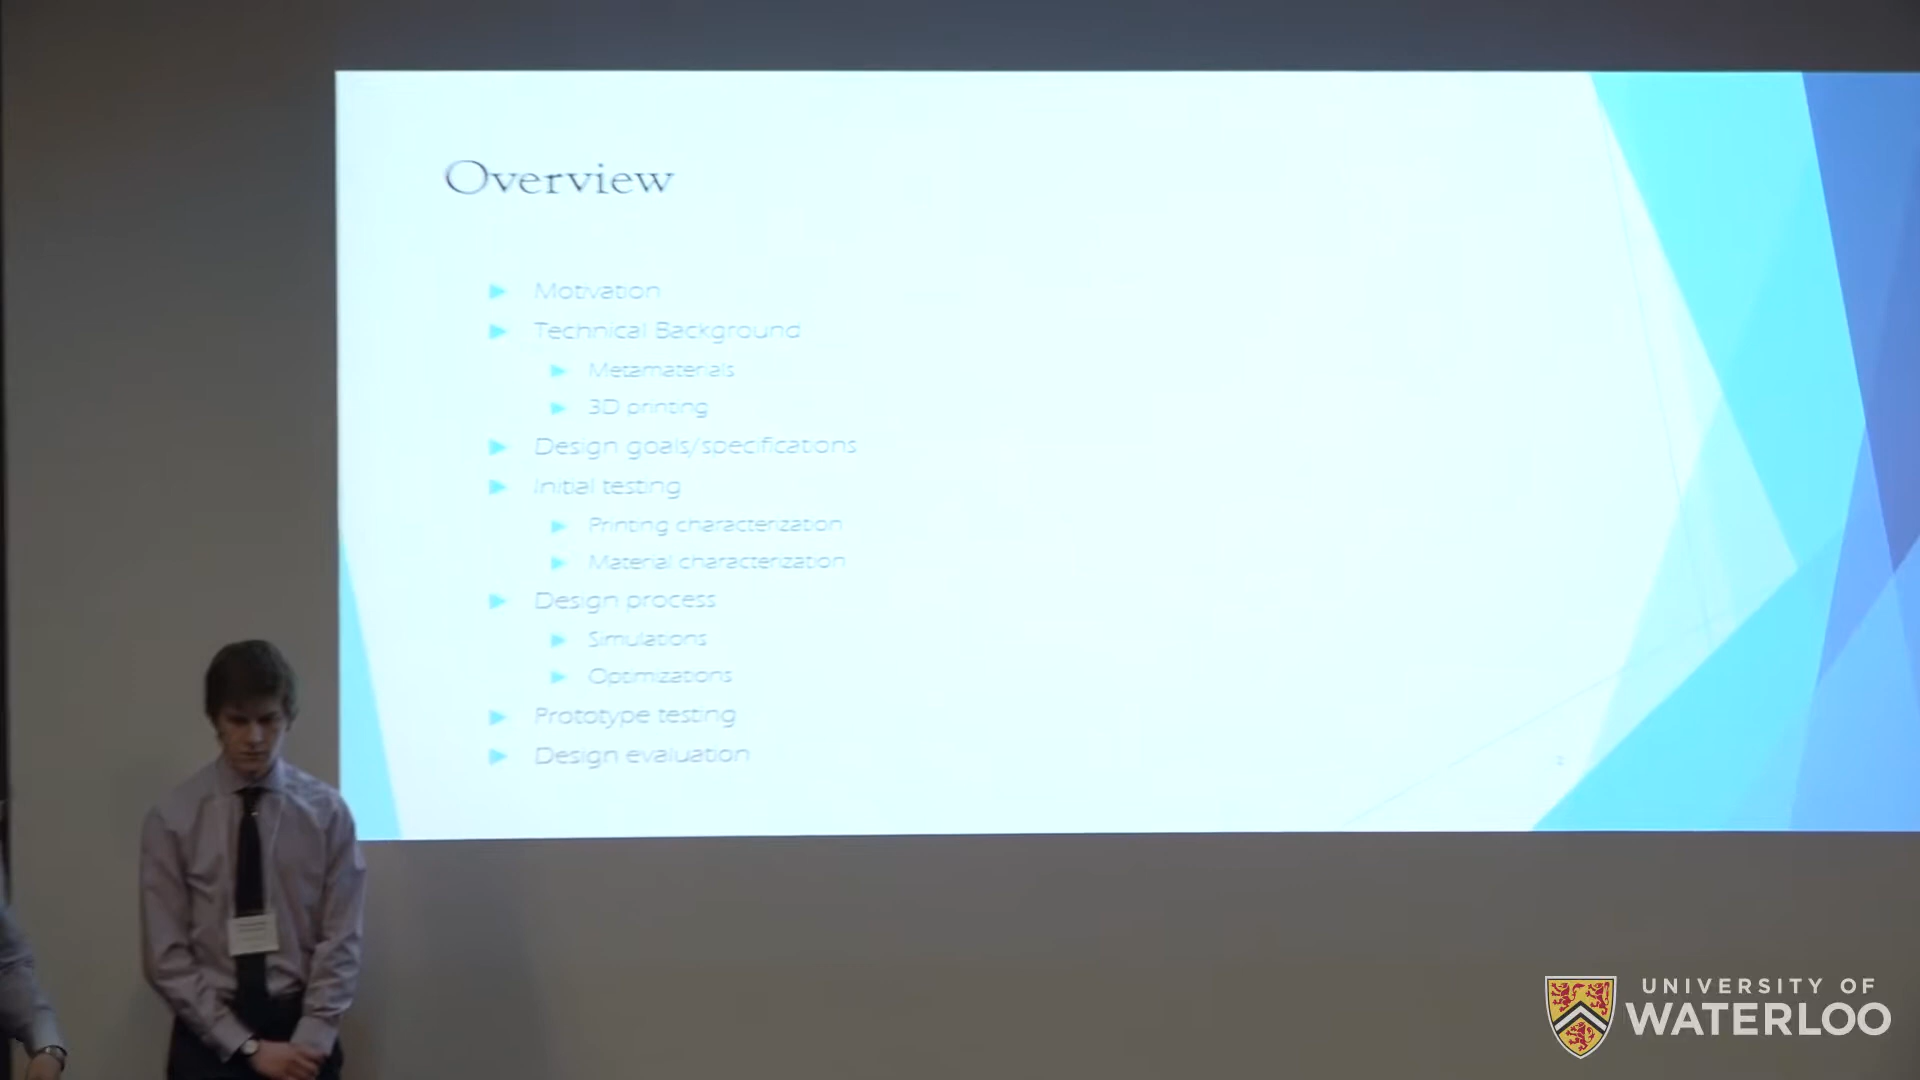 Overview
Motivation
Technical Background
Metamaterials
3D printing
Design goals/specifications
Initial testing
Printing characterization
Material characterization
Design process
Simulations
Optimizations
Prototype testing
Design evaluation
2
UNIVERSITY OF
WATERLOO